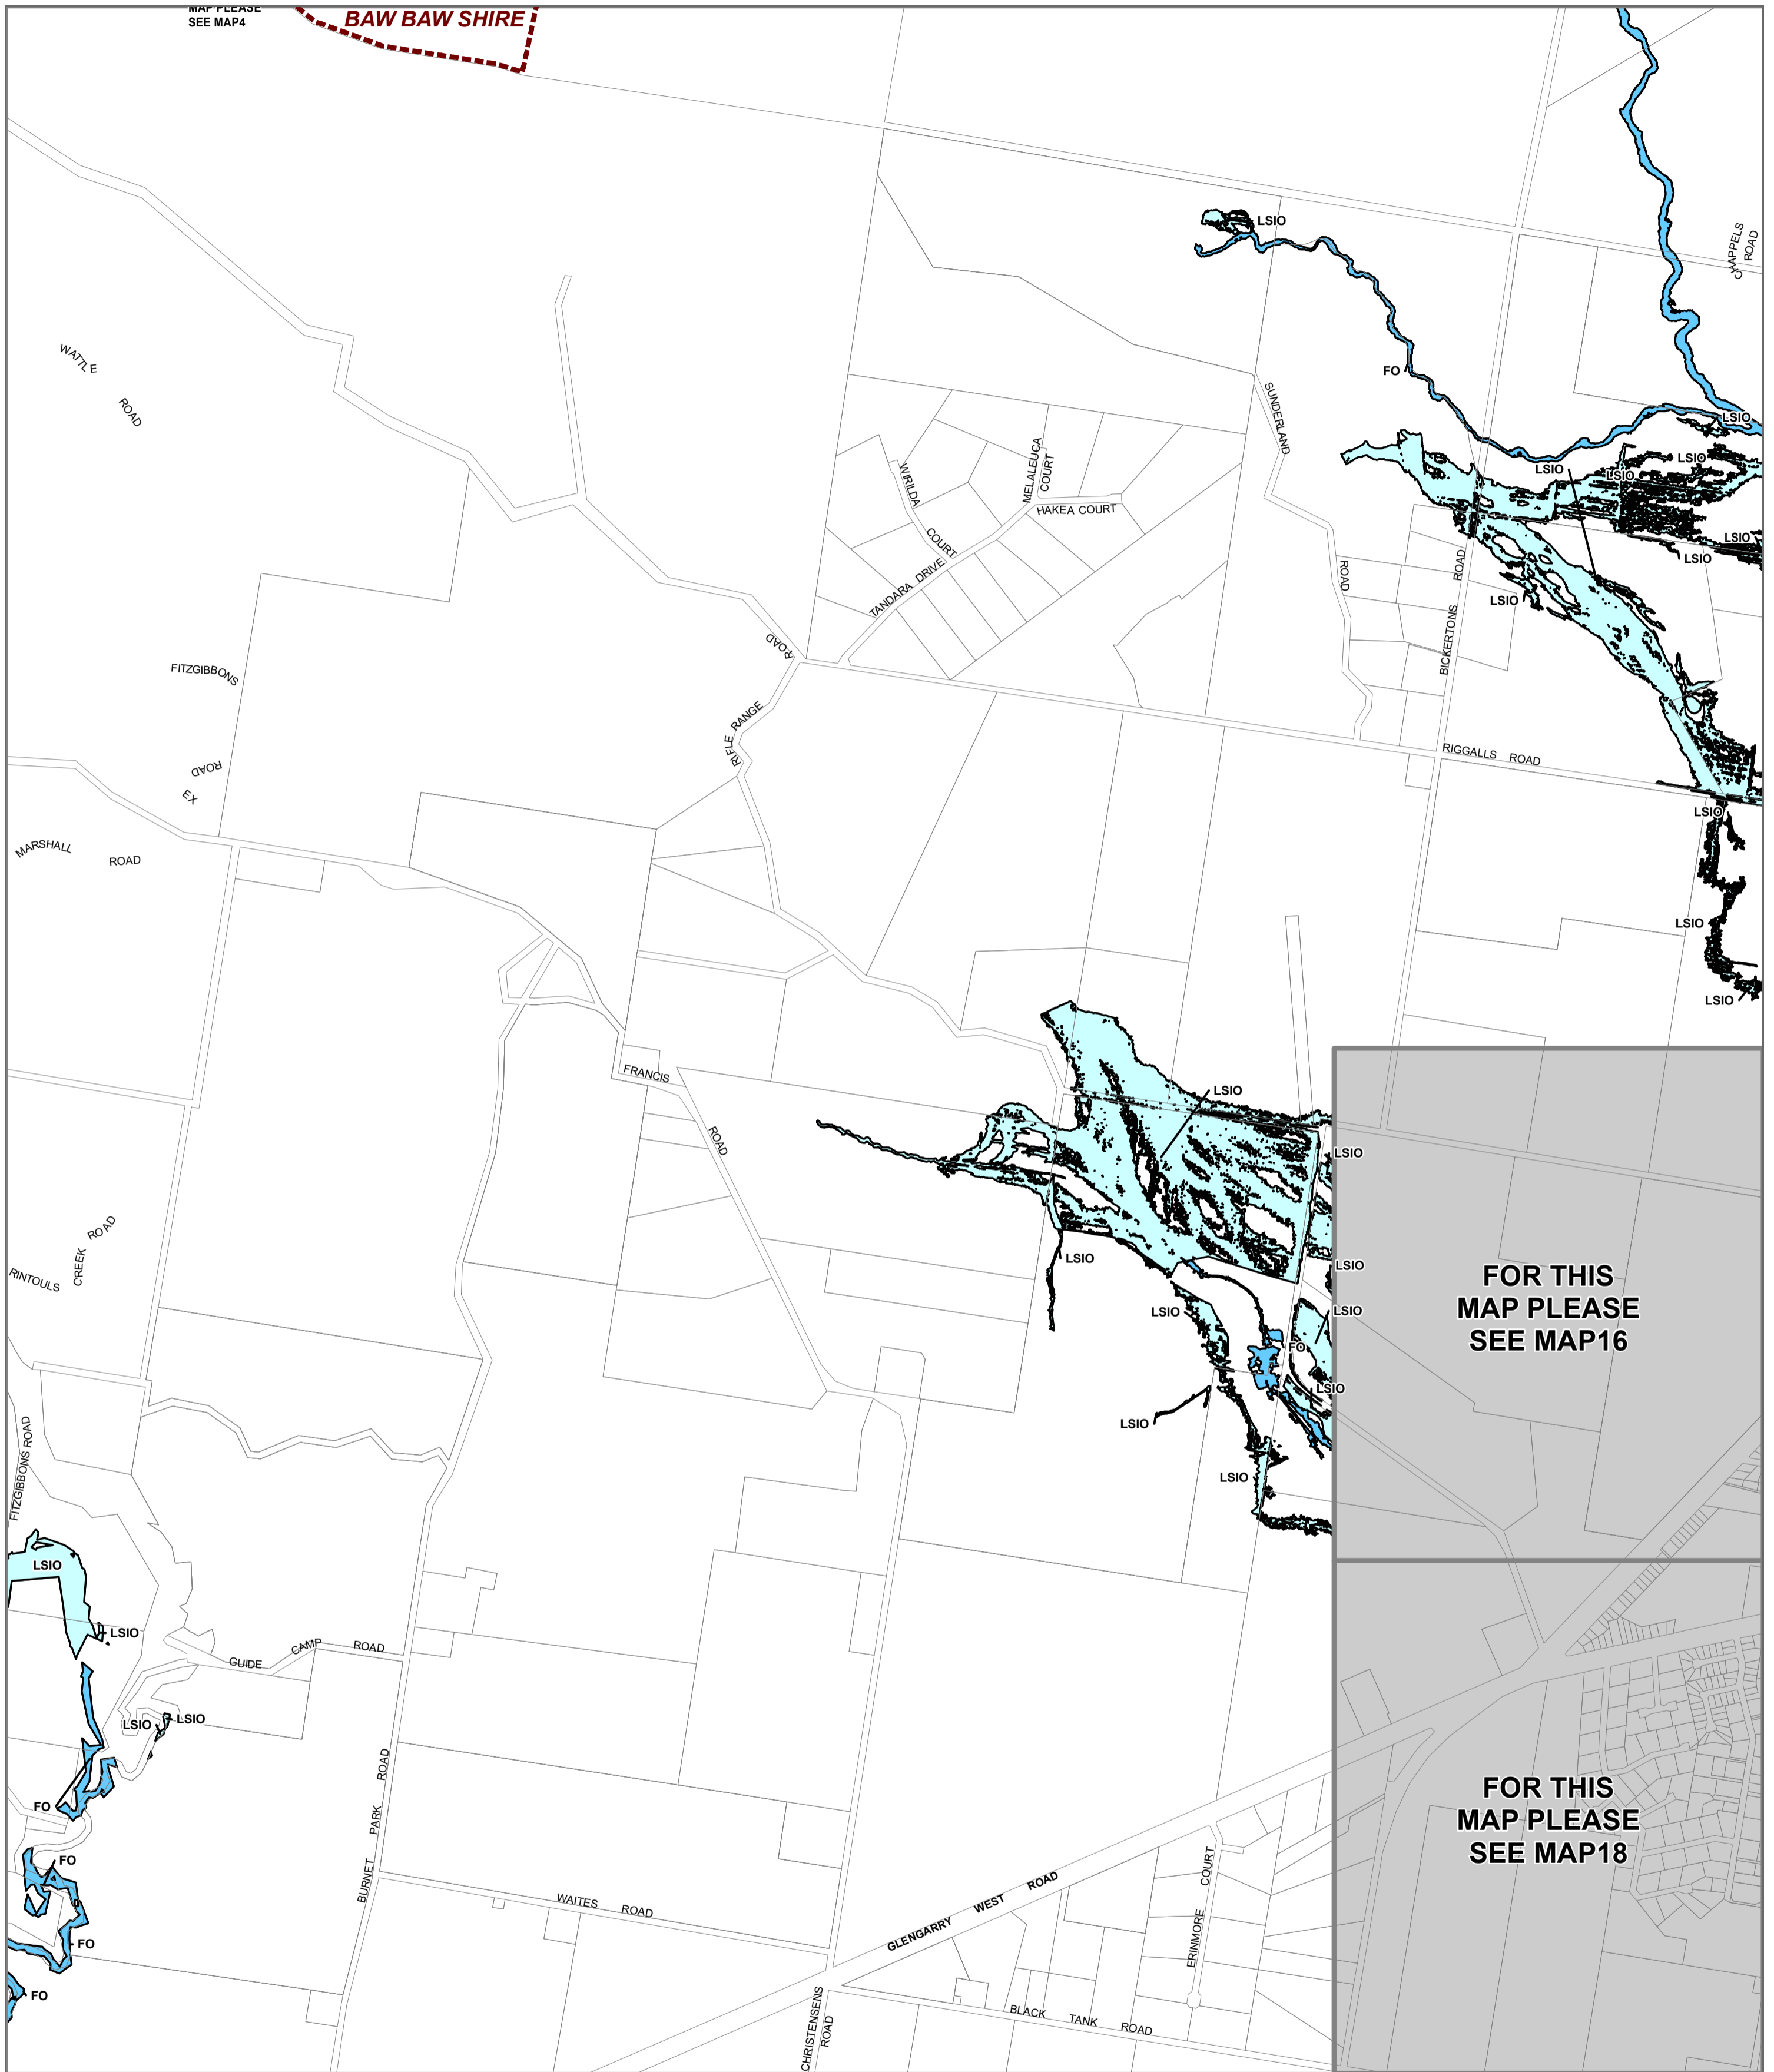 MAP PLEASE
SEE MAP4
BAW BAW SHIRE
CHAPPELS
ROAD
LSIO
WATTLE
ROAD
FO
SUNDERLAND
ROAD
LSIO
LSIO
LSIO
LSIO
LSIO
LSIO
LSIO
WIRILDA
COURT
MELALEUCA
COURT
HAKEA COURT
TANDARA DRIVE
BICKERTONS
ROAD
FITZGIBBONS
ROAD
EX
RIFLE RANGE
ROAD
RIGGALLS ROAD
MARSHALL ROAD
LSIO
LSIO
LSIO
FRANCIS
ROAD
LSIO
LSIO
LSIO
LSIO
LSIO
LSIO
FO
LSIO
LSIO
LSIO
RINTOULS
CREEK
ROAD
FOR THIS
MAP PLEASE
SEE MAP16
FITZGIBBONS ROAD
LSIO
LSIO
GUIDE CAMP ROAD
LSIO
LSIO
FO
FO
FO
FO
BURNET PARK ROAD
WAITES ROAD
GLENGARRY WEST ROAD
ERINMORE COURT
FOR THIS
MAP PLEASE
SEE MAP18
CHRISTENSENS
ROAD
BLACK TANK ROAD